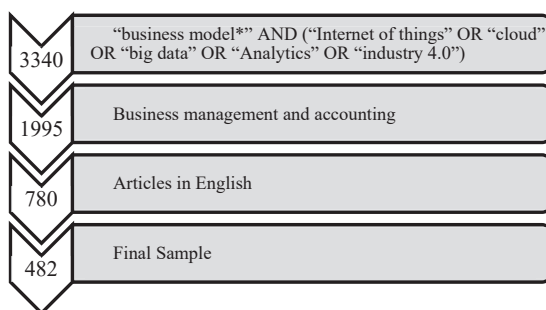 “business model*” AND (“Internet of things” OR “cloud”
OR “big data” OR “Analytics” OR “industry 4.0”)
3340
Business management and accounting
1995
Articles in English
780
Final Sample
482